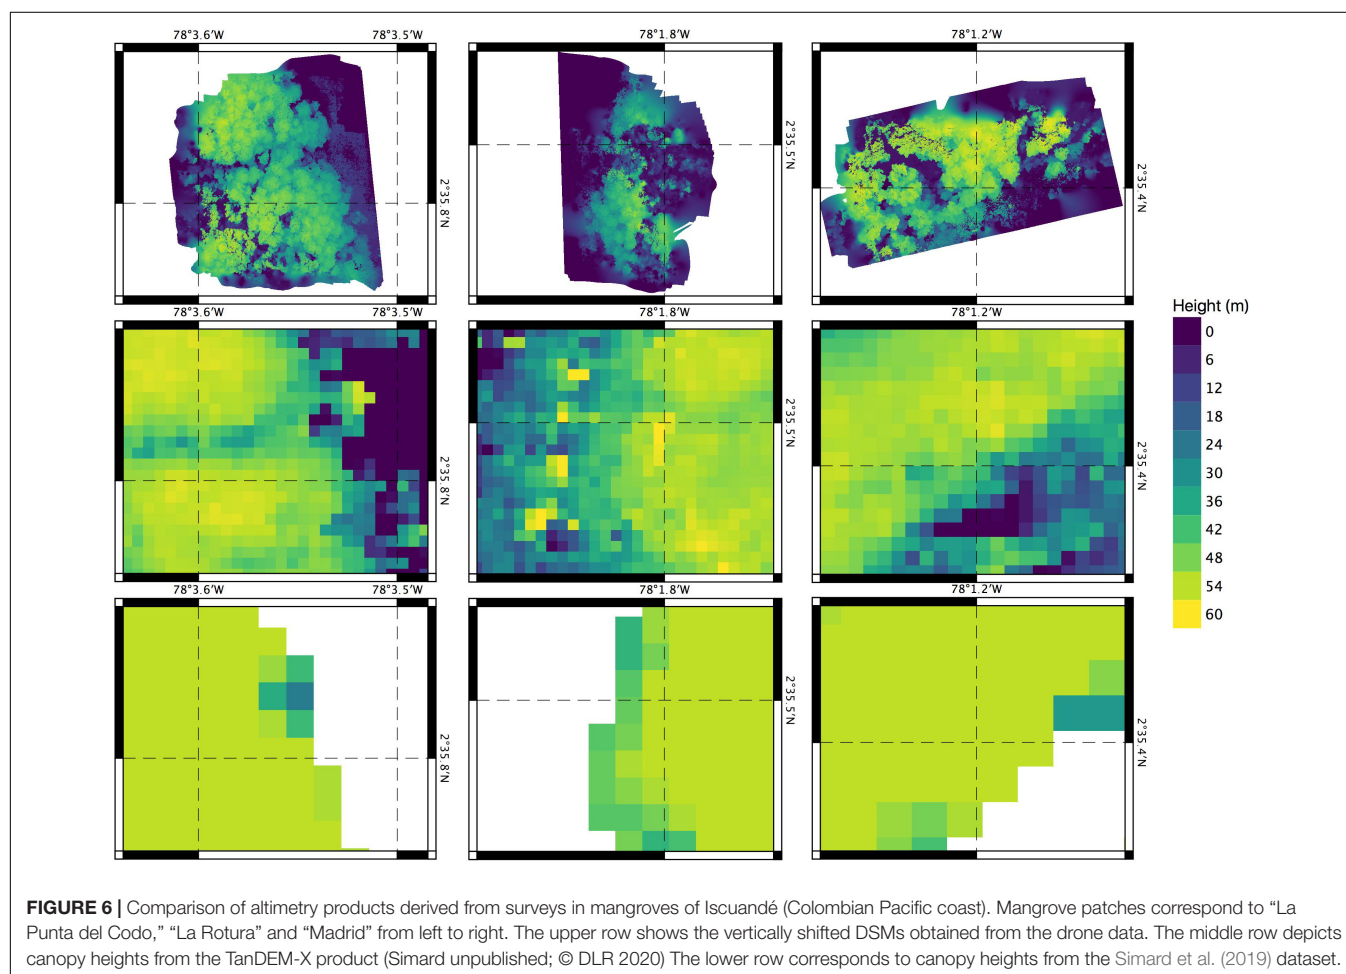 78°3.6'W 78°3.5'W 78°1.8'W 78°1.2'W
2°35.8'N
2°35.5'N
2°35.4'N
78°3.6'W 78°3.5'W 78°1.8'W 78°1.2'W
2°35.8'N
2°35.5'N
2°35.4'N
78°3.6'W 78°3.5'W 78°1.8'W 78°1.2'W
2°35.8'N
2°35.5'N
2°35.4'N
Height (m)
0
6
12
18
24
30
36
42
48
54
60
FIGURE 6 | Comparison of altimetry products derived from surveys in mangroves of Iscuandé (Colombian Pacific coast). Mangrove patches correspond to “La
Punta del Codo,” “La Rotura” and “Madrid” from left to right. The upper row shows the vertically shifted DSMs obtained from the drone data. The middle row depicts
canopy heights from the TanDEM-X product (Simard unpublished; © DLR 2020) The lower row corresponds to canopy heights from the Simard et al. (2019) dataset.